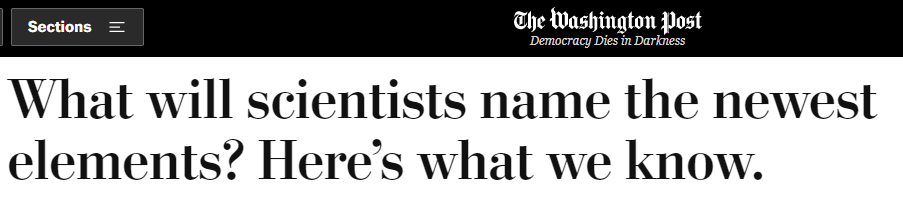 Sections
The Washington Post
Democracy Dies in Darkness
What will scientists name the newest
elements? Here’s what we know.